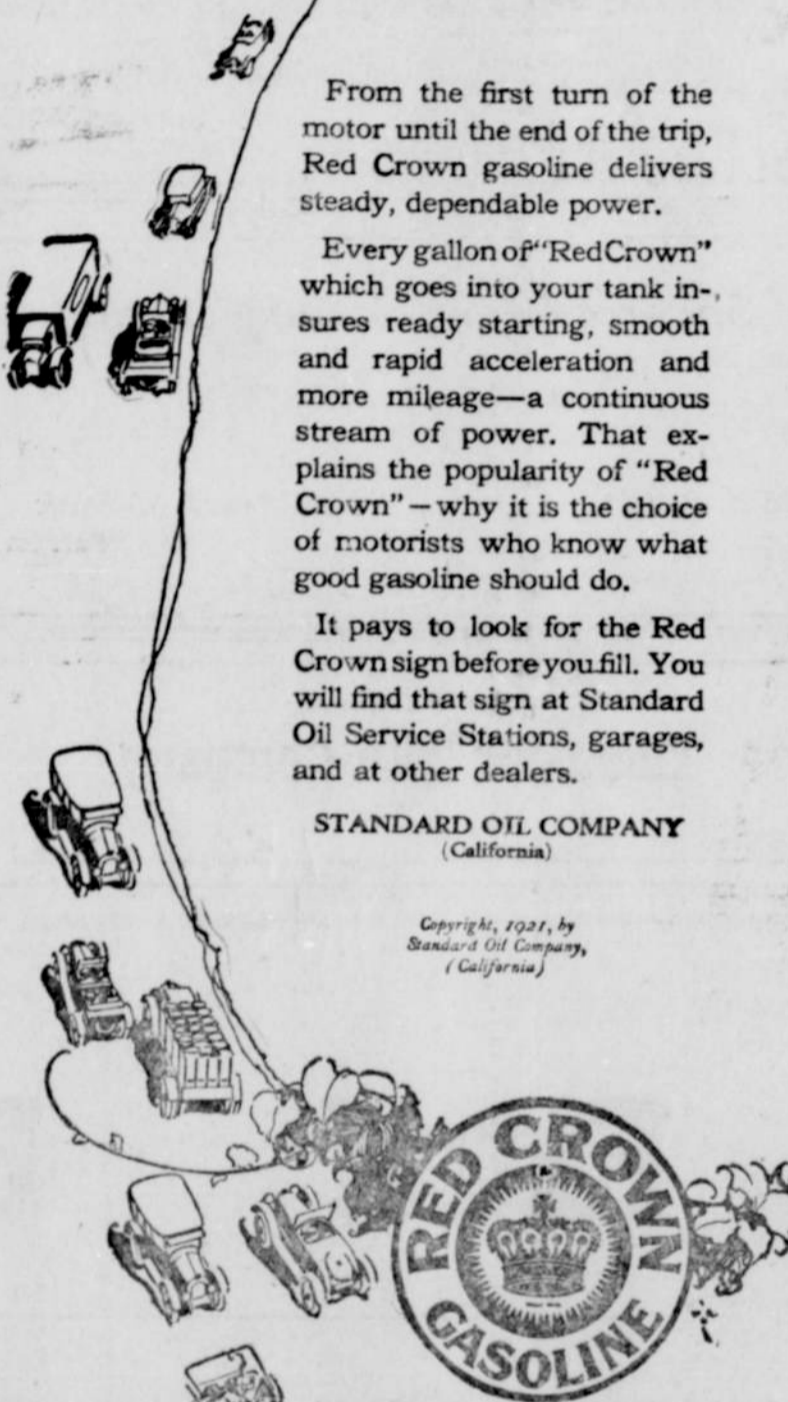 From the first turn of the
motor until the end of the trip,
Red Crown gasoline delivers
steady, dependable power.
Every gallon of "Red Crown"
which goes into your tank in-
sures ready starting, smooth
and rapid acceleration and
more mileage—a continuous
stream of power. That ex-
plains the popularity of "Red
Crown" — why it is the choice
of motorists who know what
good gasoline should do.
It pays to look for the Red
Crown sign before you fill. You
will find that sign at Standard
Oil Service Stations, garages,
and at other dealers.
STANDARD OIL COMPANY
(California)
Copyright, 1921, by
Standard Oil Company,
(California)
RED CROWN
GASOLINE